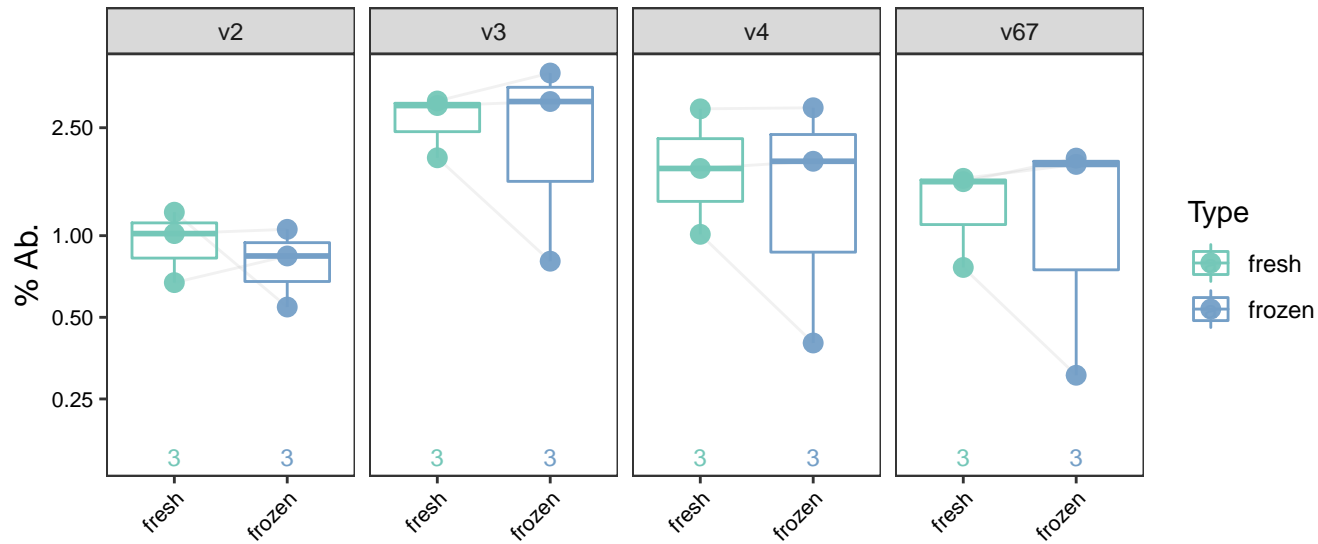 v2 v3 v4 v67
% Ab.
2.50
1.00
0.50
0.25
3 3 3 3 3 3 3 3
fresh frozen fresh frozen fresh frozen fresh frozen
Type
fresh
frozen